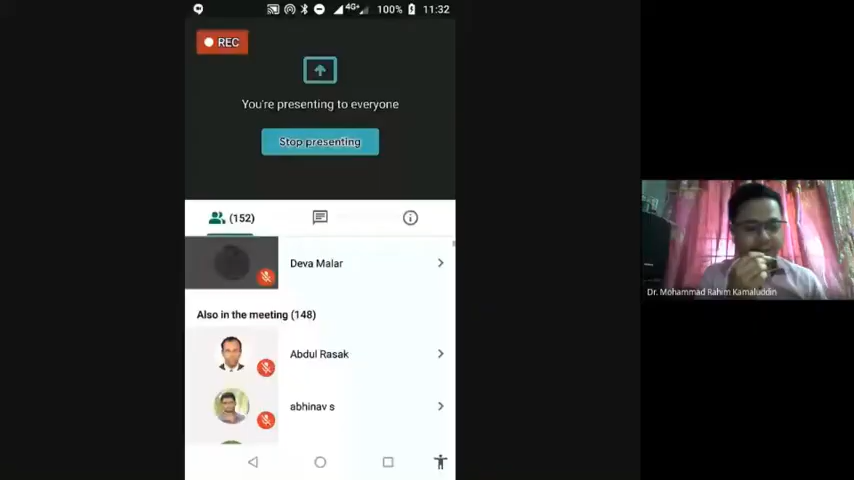 4G+
100%
11:32
REC
You're presenting to everyone
Stop presenting
(152)
Deva Malar
Also in the meeting (148)
Abdul Rasak
abhinav s
Dr. Mohammad Rahim Kamaluddin